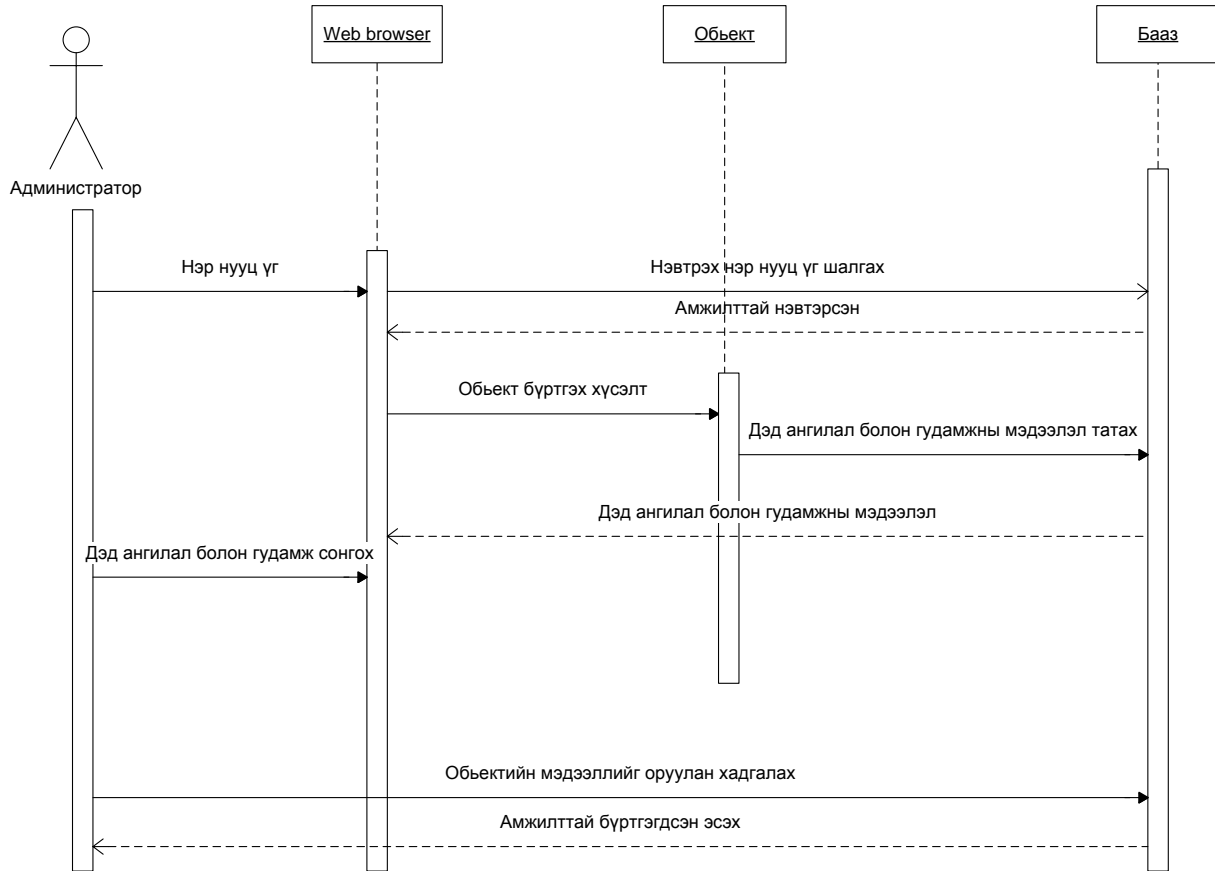 Web browser
Обьект
Бааз
Администратор
Нэр нууц үг
Нэвтрэх нэр нууц үг шалгах
Амжилттай нэвтэрсэн
Обьект бүртгэх хүсэлт
Дэд ангилал болон гудамжны мэдээлэл татах
Дэд ангилал болон гудамжны мэдээлэл
Дэд ангилал болон гудамж сонгох
Обьектийн мэдээллийг оруулан хадгалах
Амжилттай бүртгэгдсэн эсэх